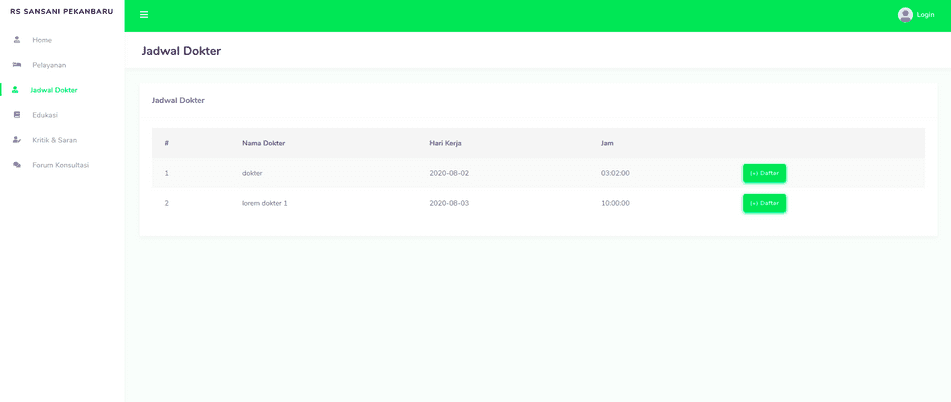 RS SANSANI PEKANBARU
Login
Home
Pelayanan
Jadwal Dokter
Edukasi
Kritik & Saran
Forum Konsultasi
Jadwal Dokter
Jadwal Dokter
# Nama Dokter Hari Kerja Jam
1 dokter 2020-08-02 03:02:00 (+) Daftar
2 lorem dokter 1 2020-08-03 10:00:00 (+) Daftar